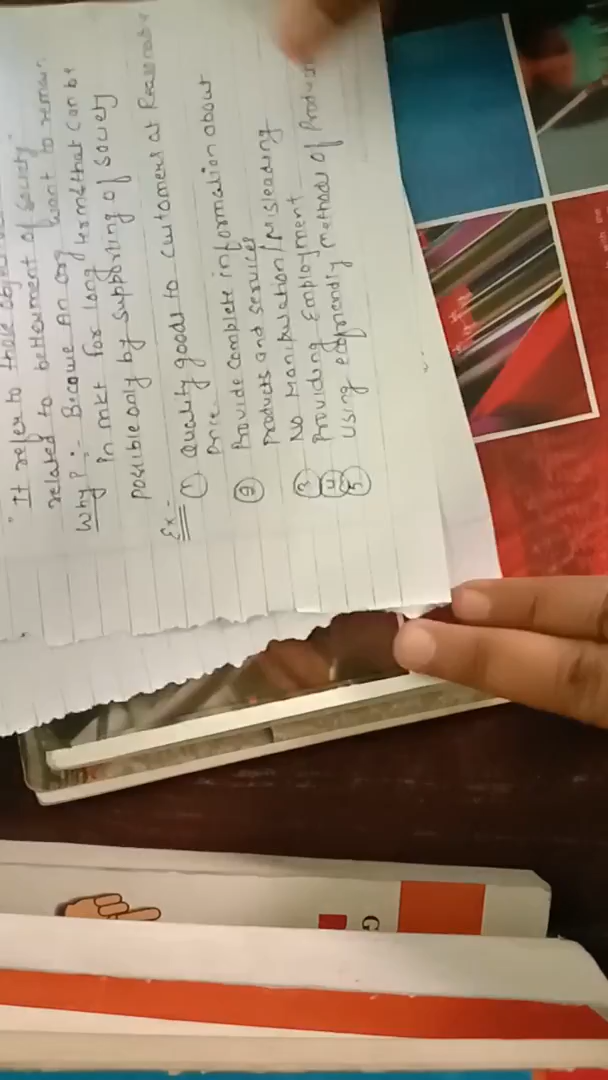 "It refer to those
related to betterment of society"
Why? :- Because An org want to remain
in mkt for long term & that can be
possible only by supporting of society
Ex -
① Quality goods to customers at Reasonable
Price
② Provide complete information about
Products and services
③ No Manipulation / Misleading
④ Providing Employment
⑤ Using ecofriendly methods of
G